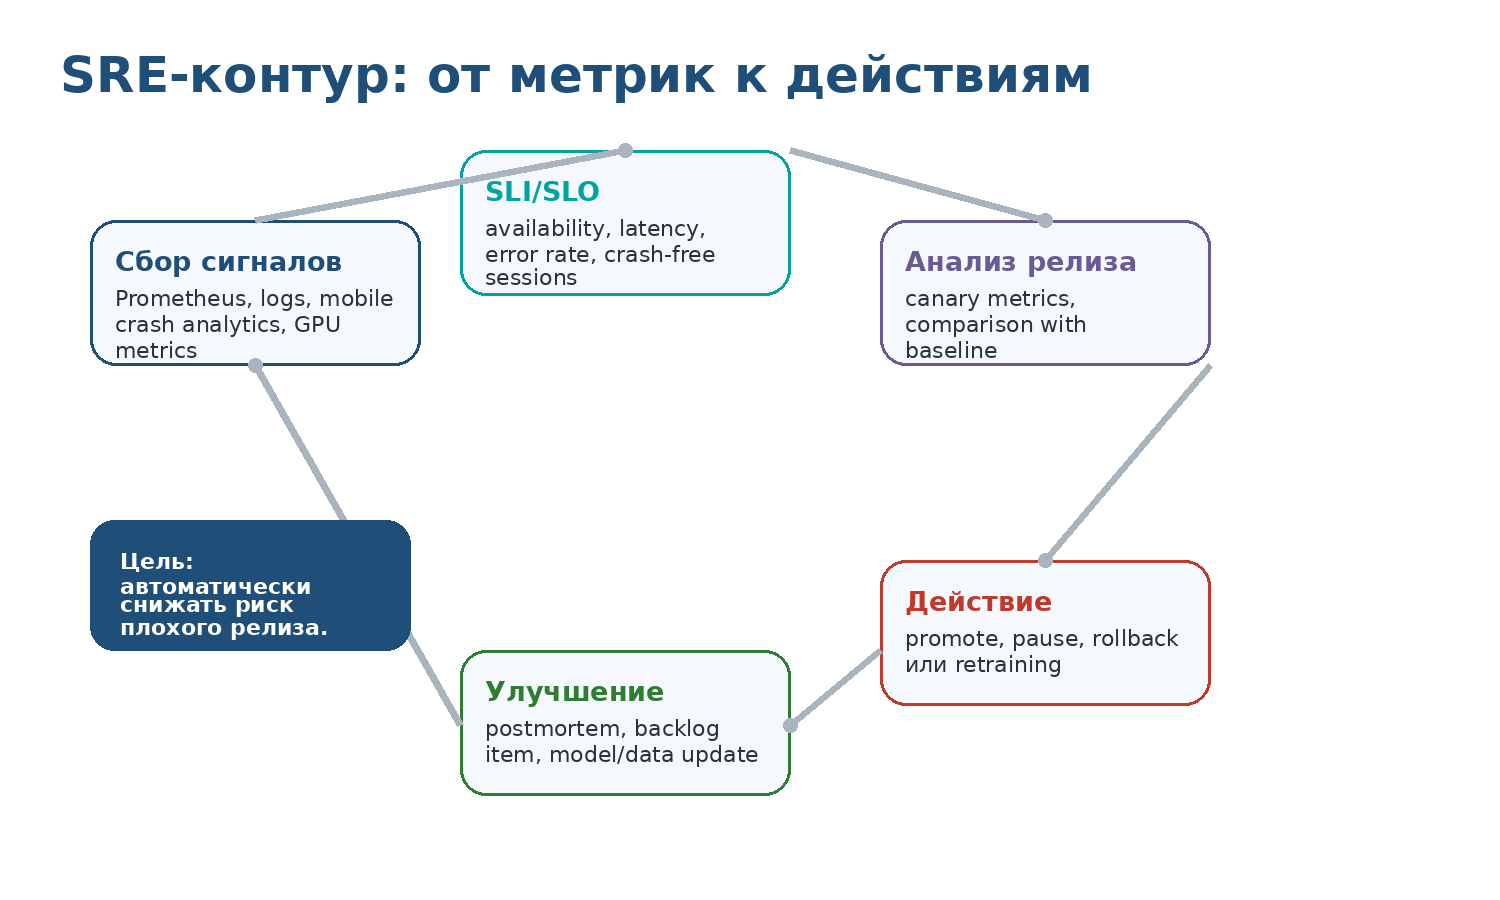 SRE-контур: от метрик к действиям
Сбор сигналов
Prometheus, logs, mobile
crash analytics, GPU
metrics
SLI/SLO
availability, latency,
error rate, crash-free
sessions
Анализ релиза
canary metrics,
comparison with
baseline
Действие
promote, pause, rollback
или retraining
Улучшение
postmortem, backlog
item, model/data update
Цель:
автоматически
снижать риск
плохого релиза.